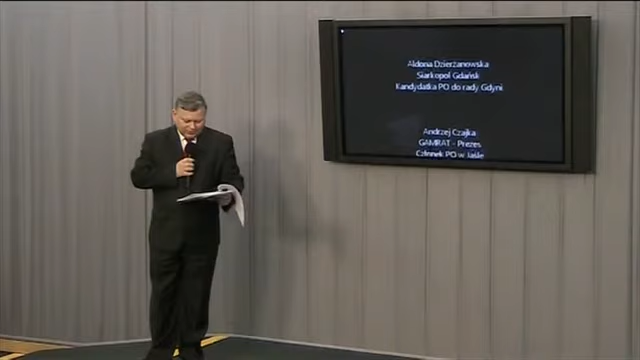 Aldona Dzierżanowska
Siarkopol Gdańsk
Kandydatka PO do rady Gdyni
Andrzej Czajka
GAMRAT - Prezes
Członek PO w Jaśle